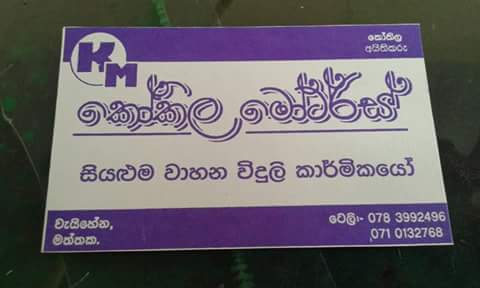 KM
කෝකිල
අයිතිකරු
කෝකිල මොටර්ස්
සියළුම වාහන විදුලි කාර්මිකයෝ
වැයිහේන,
මත්තක.
ටෙලි:- 078 3992496
071 0132768